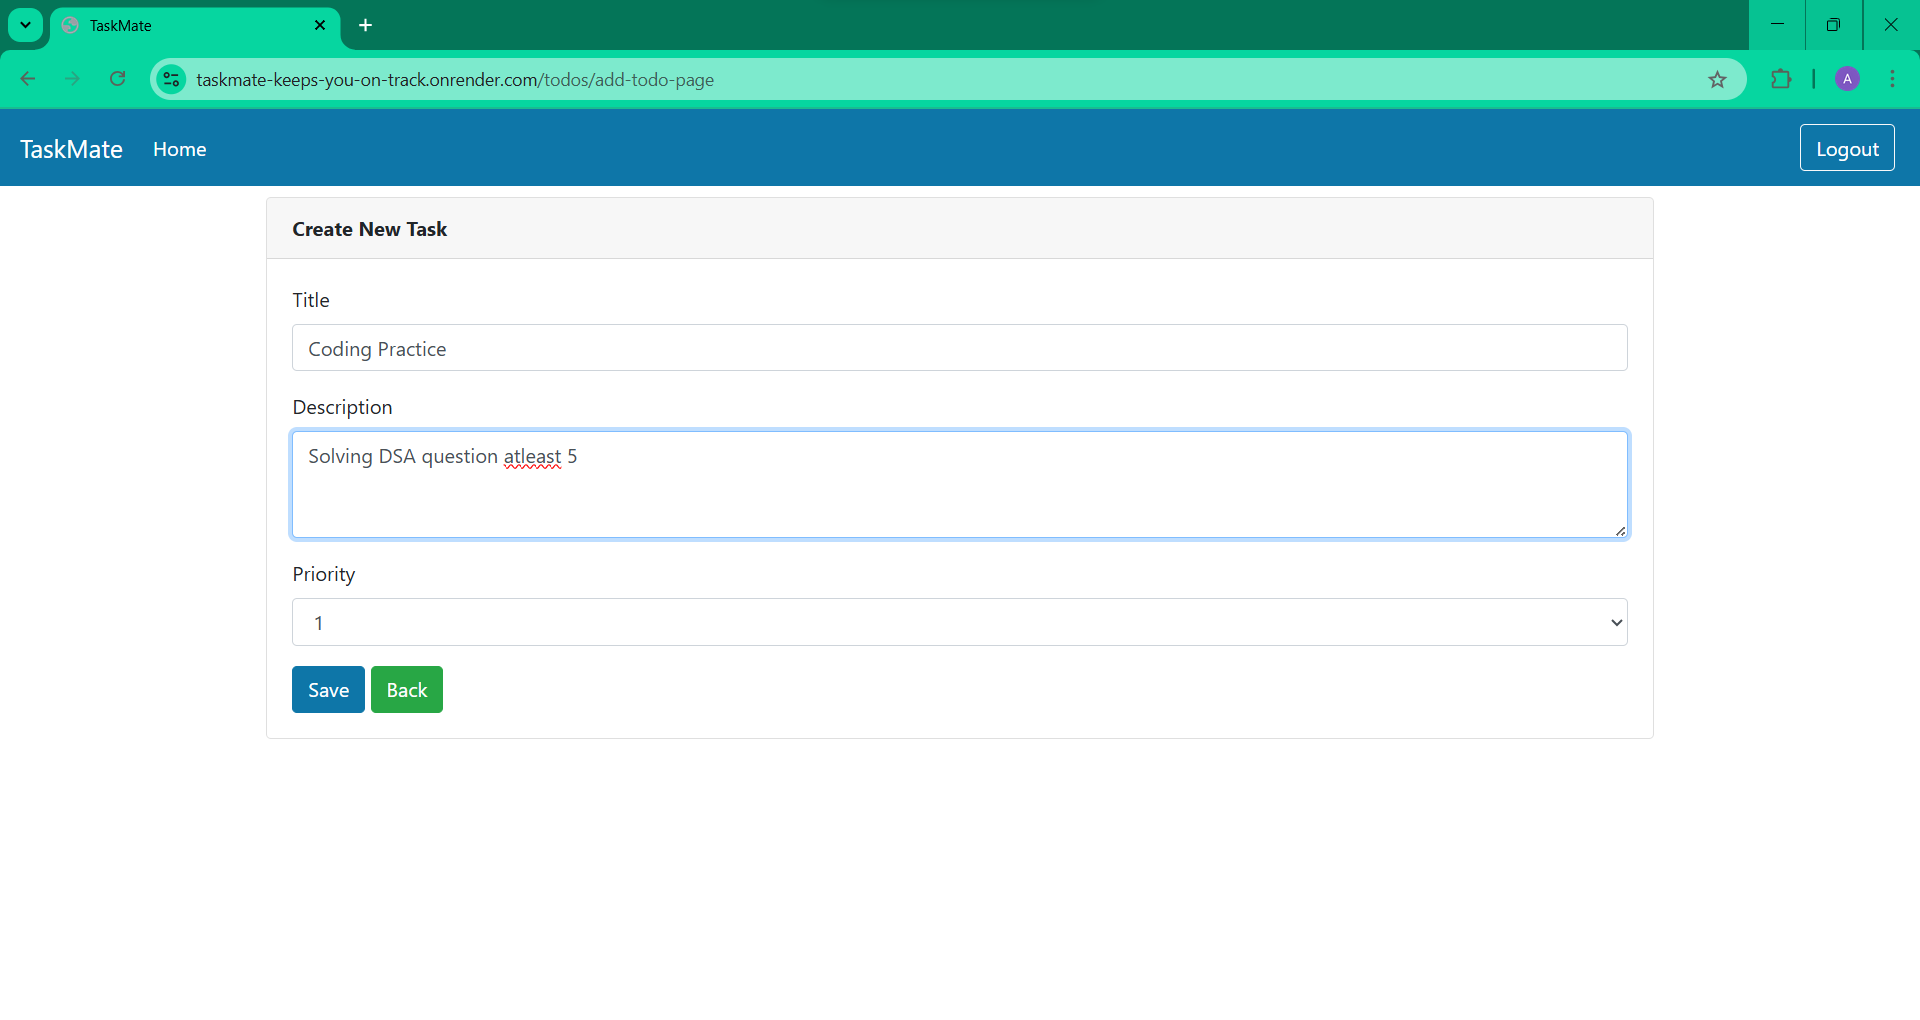 TaskMate
taskmate-keeps-you-on-track.onrender.com/todos/add-todo-page
A
TaskMate Home Logout
Create New Task
Title
Coding Practice
Description
Solving DSA question atleast 5
Priority
1
Save Back